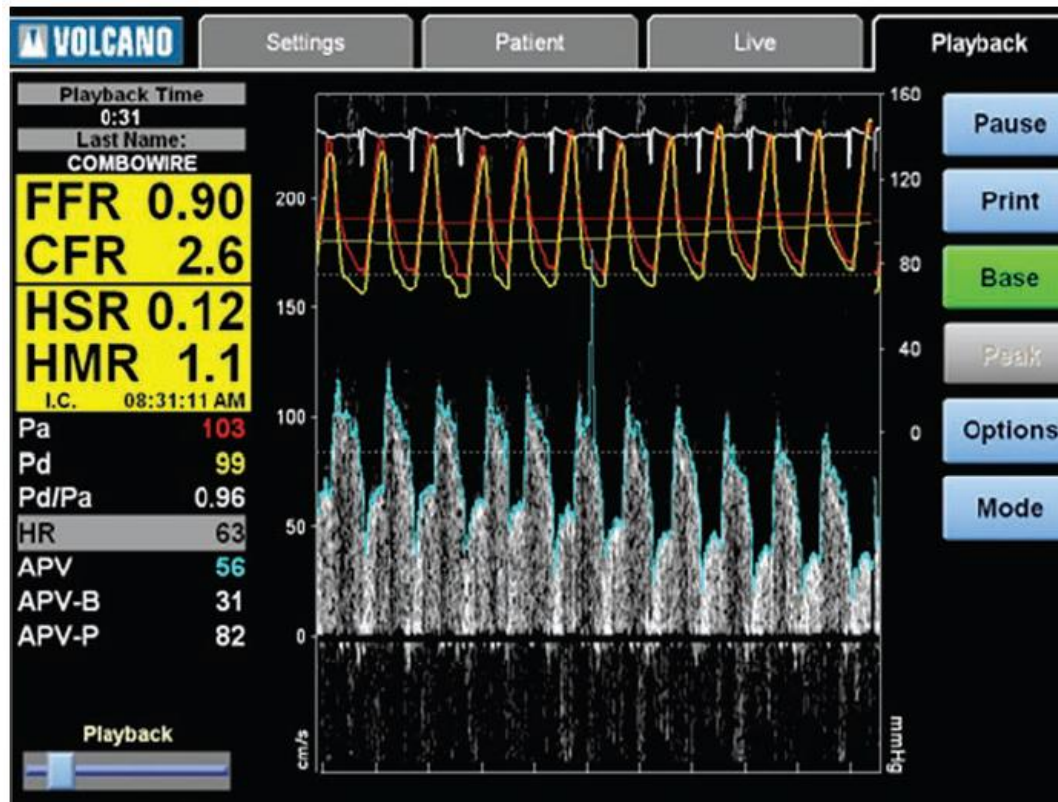 VOLCANO
Settings
Patient
Live
Playback
Playback Time
0:31
Last Name:
COMBOWIRE
FFR 0.90
CFR 2.6
HSR 0.12
HMR 1.1
I.C. 08:31:11 AM
Pa 103
Pd 99
Pd/Pa 0.96
HR 63
APV 56
APV-B 31
APV-P 82
Playback
200
150
100
50
0
cm/s
160
120
80
40
0
mmHg
Pause
Print
Base
Peak
Options
Mode